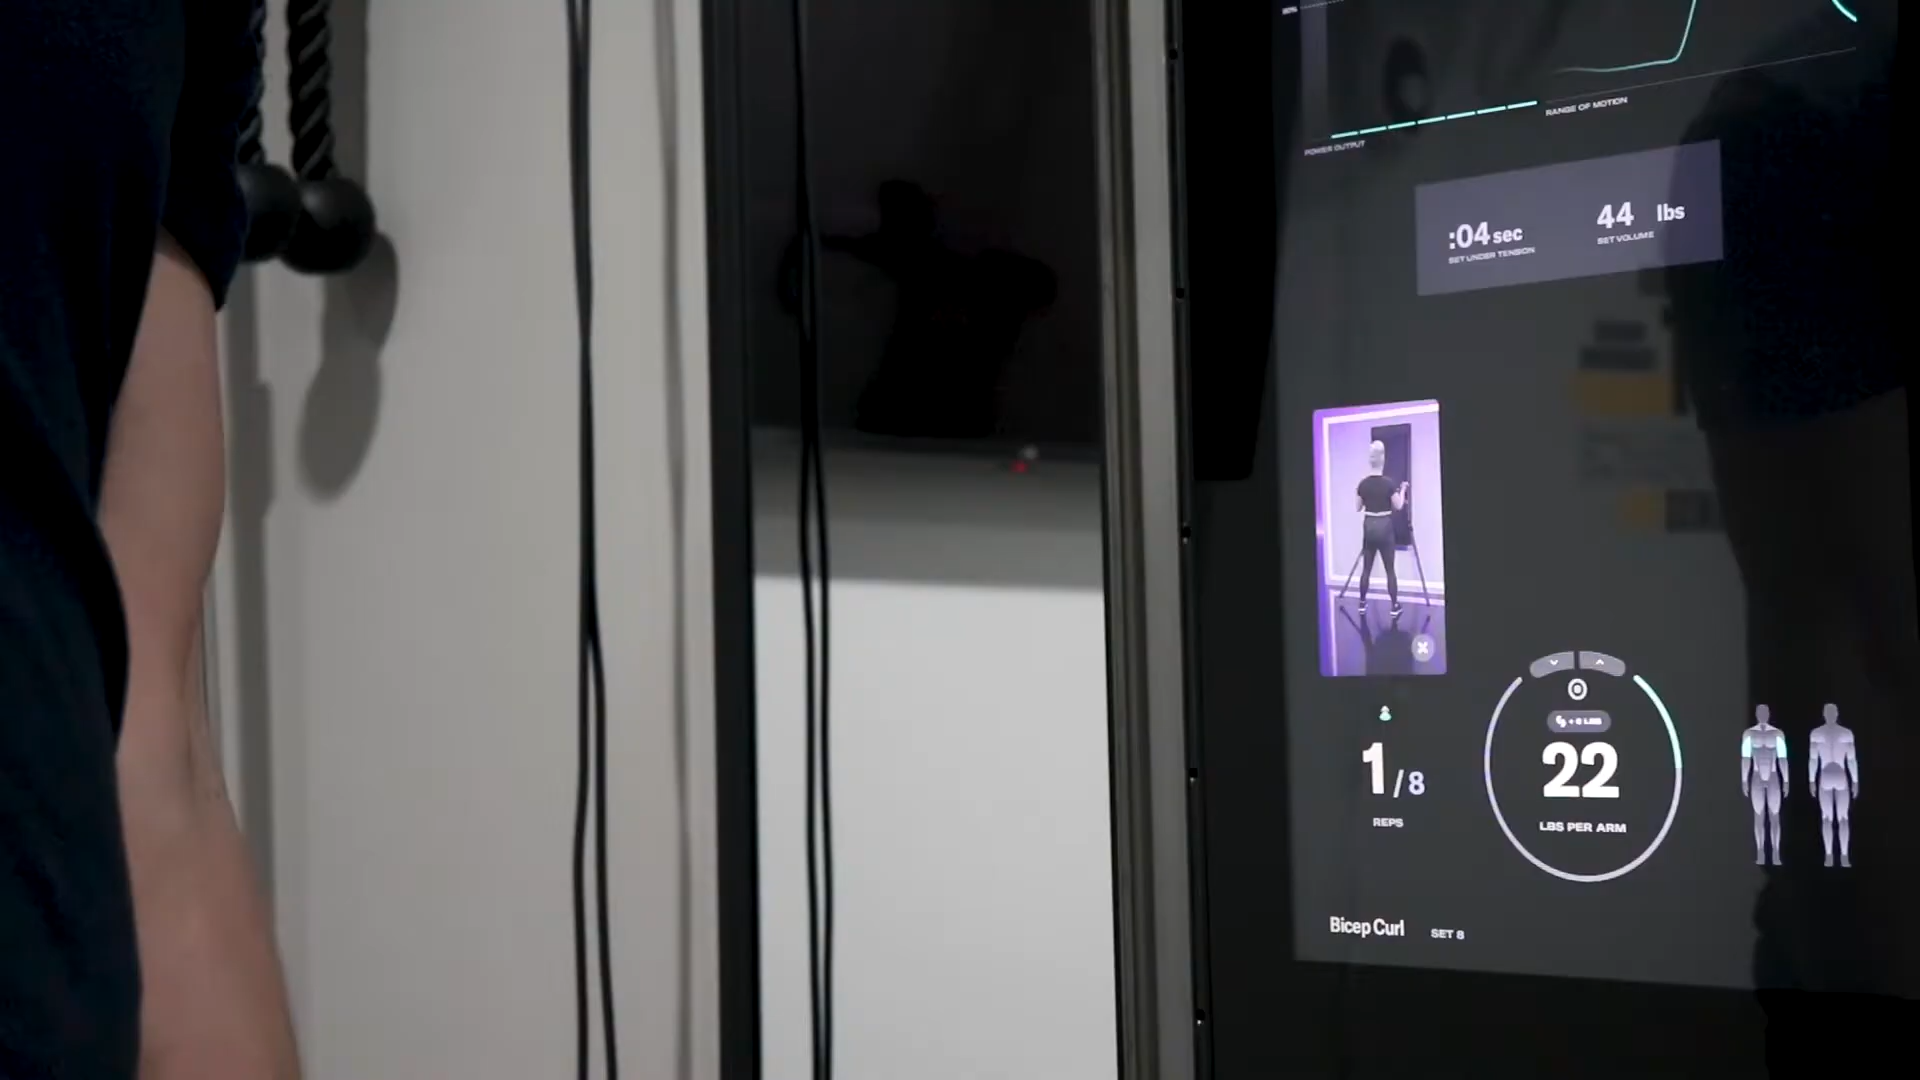 RANGE OF MOTION
POWER OUTPUT
:04 sec
SET UNDER TENSION
44 lbs
SET VOLUME
1/8
REPS
22
LBS PER ARM
Bicep Curl SET 8